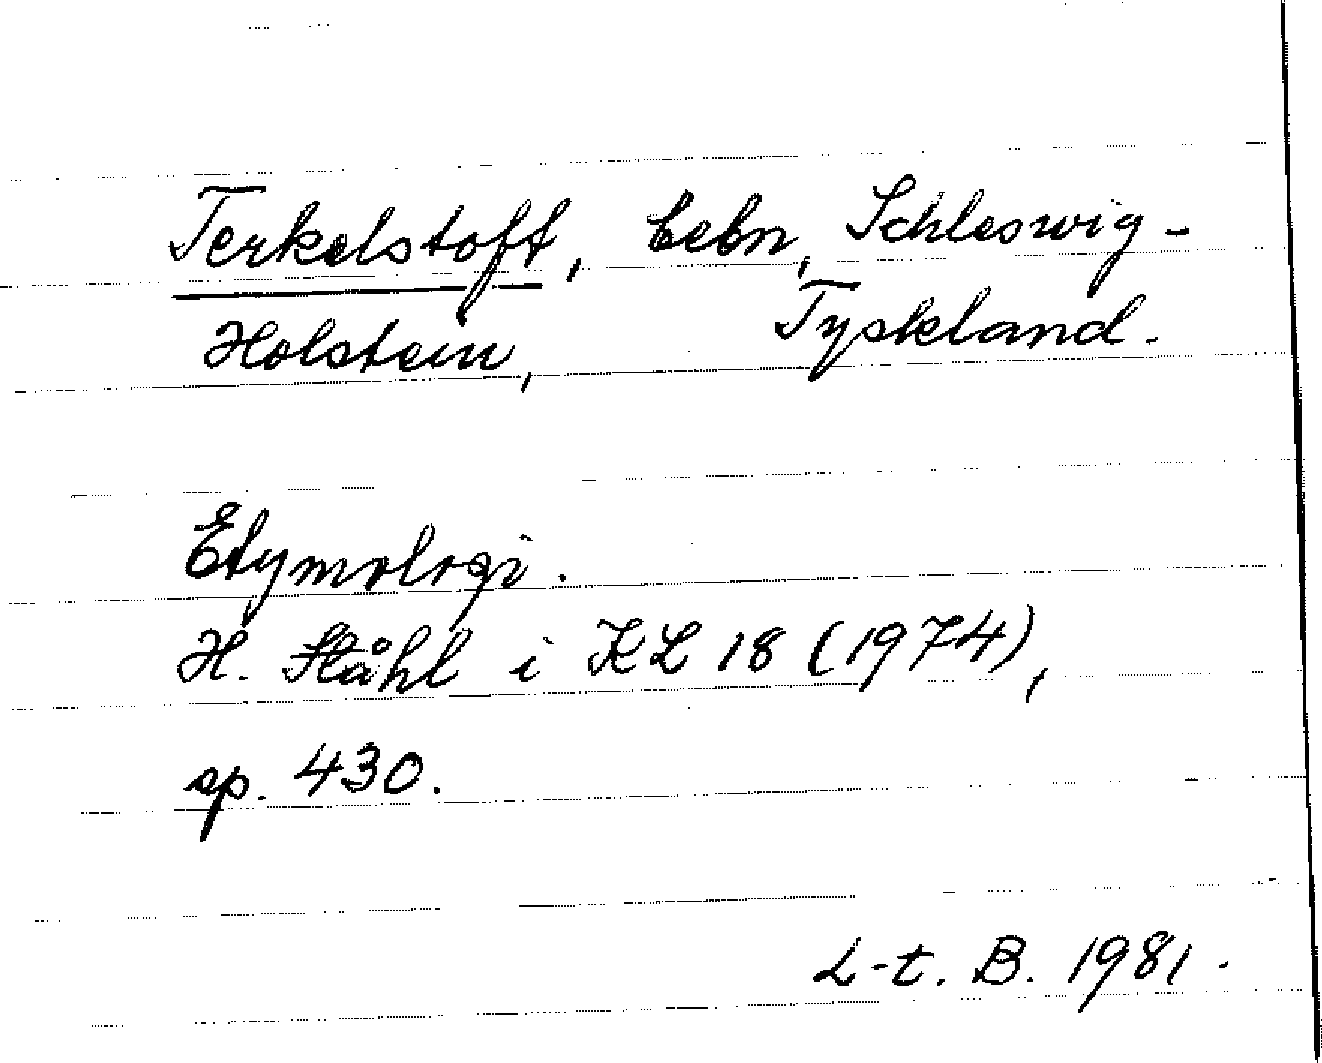 Terkelstoft, bebn, Schleswig-
Holstein, Tyskland.
Etymologi.
H. Ståhl i KL 18 (1974),
sp. 430.
L-t. B. 1981.